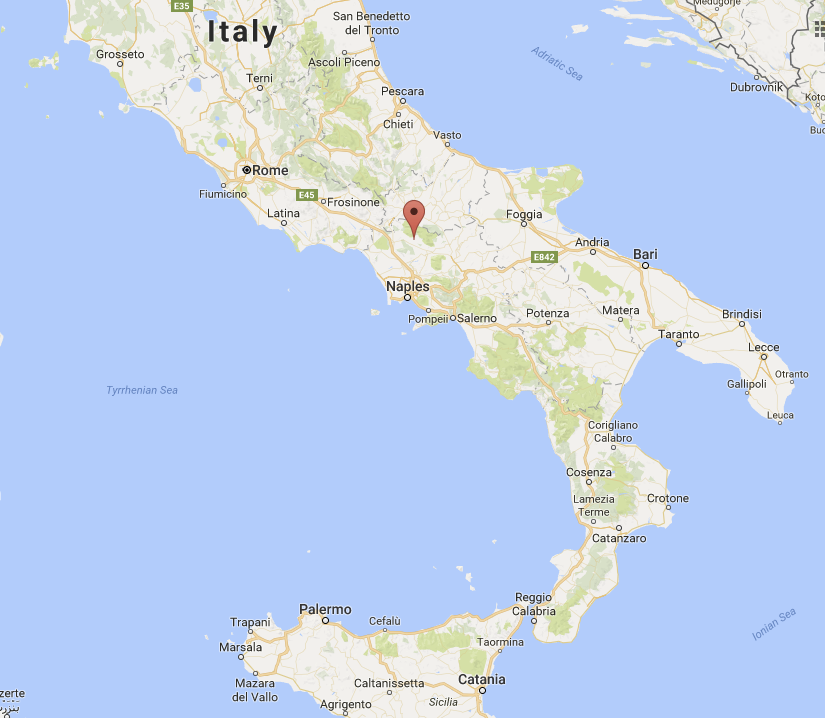 E35
Medugorje
San Benedetto
del Tronto
Italy
Grosseto
Ascoli Piceno
Adriatic Sea
Terni
Pescara
Dubrovnik
Chieti
Vasto
Rome
Fiumicino
E45
Frosinone
Latina
Foggia
Andria
Bari
E842
Naples
Pompeii
Salerno
Potenza
Matera
Brindisi
Taranto
Lecce
Otranto
Gallipoli
Leuca
Tyrrhenian Sea
Corigliano
Calabro
Cosenza
Lamezia
Terme
Crotone
Catanzaro
Reggio
Calabria
Palermo
Trapani
Cefalù
Ionian Sea
Marsala
Taormina
Mazara
del Vallo
Caltanissetta
Catania
Agrigento
Sicilia
zerte